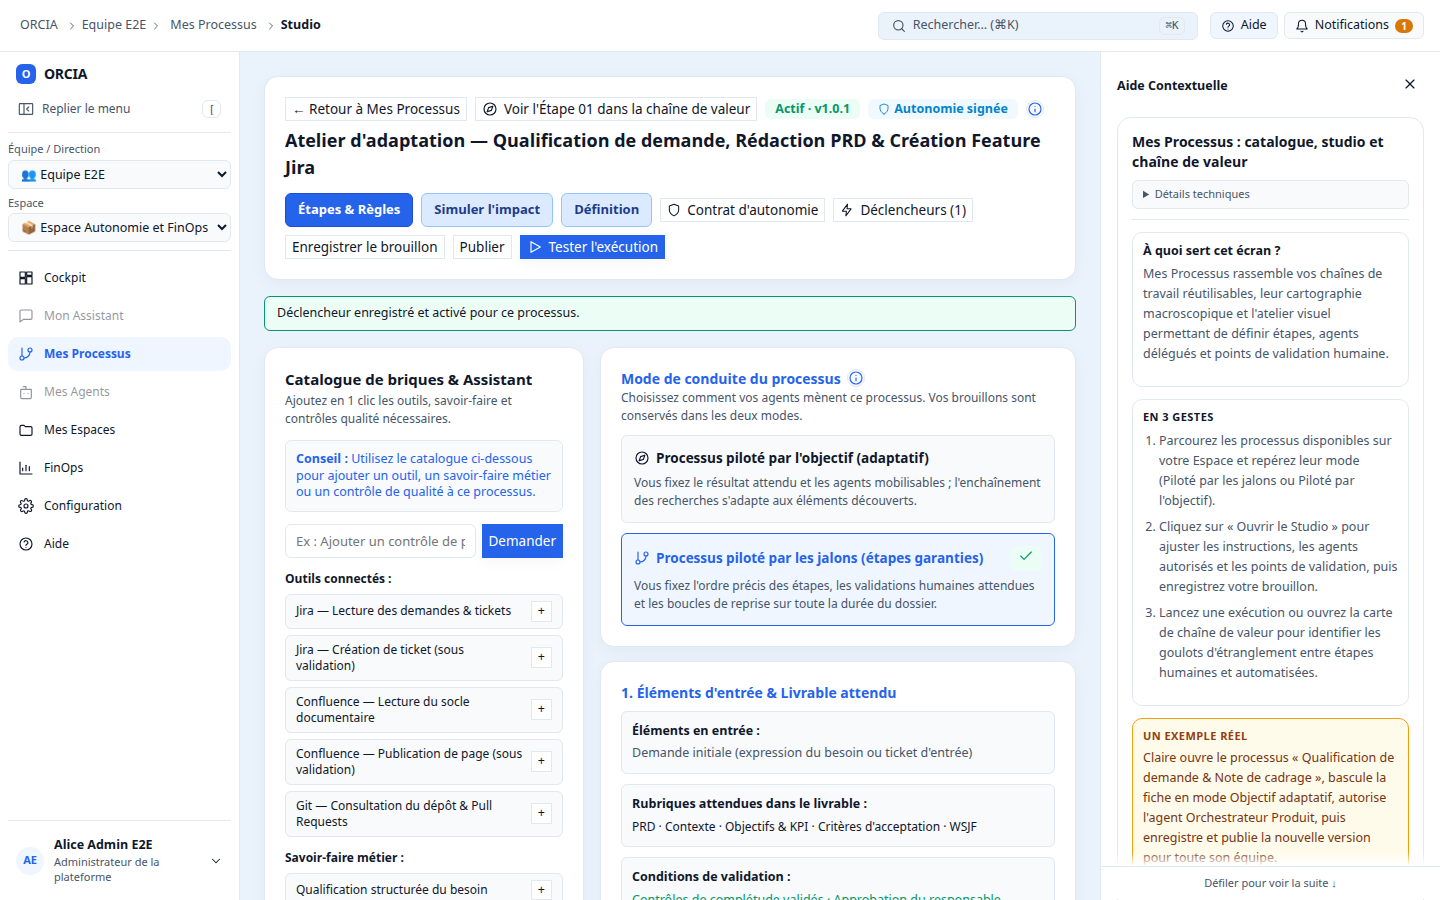 ORCIA > Equipe E2E > Mes Processus > Studio
Rechercher... (⌘K) ⌘K
Aide
Notifications 1
O ORCIA
Replier le menu [
Équipe / Direction
👥 Equipe E2E
Espace
📦 Espace Autonomie et FinOps
Cockpit
Mon Assistant
Mes Processus
Mes Agents
Mes Espaces
FinOps
Configuration
Aide
AE
Alice Admin E2E
Administrateur de la
plateforme
← Retour à Mes Processus
Voir l'Étape 01 dans la chaîne de valeur
Actif · v1.0.1
Autonomie signée
Atelier d'adaptation — Qualification de demande, Rédaction PRD & Création Feature
Jira
Étapes & Règles
Simuler l'impact
Définition
Contrat d'autonomie
Déclencheurs (1)
Enregistrer le brouillon
Publier
Tester l'exécution
Déclencheur enregistré et activé pour ce processus.
Catalogue de briques & Assistant
Ajoutez en 1 clic les outils, savoir-faire et
contrôles qualité nécessaires.
Conseil : Utilisez le catalogue ci-dessous
pour ajouter un outil, un savoir-faire métier
ou un contrôle de qualité à ce processus.
Ex : Ajouter un contrôle de p
Demander
Outils connectés :
Jira — Lecture des demandes & tickets +
Jira — Création de ticket (sous
validation) +
Confluence — Lecture du socle
documentaire +
Confluence — Publication de page (sous
validation) +
Git — Consultation du dépôt & Pull
Requests +
Savoir-faire métier :
Qualification structurée du besoin +
Mode de conduite du processus
Choisissez comment vos agents mènent ce processus. Vos brouillons sont
conservés dans les deux modes.
Processus piloté par l'objectif (adaptatif)
Vous fixez le résultat attendu et les agents mobilisables ; l'enchaînement
des recherches s'adapte aux éléments découverts.
Processus piloté par les jalons (étapes garanties)
Vous fixez l'ordre précis des étapes, les validations humaines attendues
et les boucles de reprise sur toute la durée du dossier.
1. Éléments d'entrée & Livrable attendu
Éléments en entrée :
Demande initiale (expression du besoin ou ticket d'entrée)
Rubriques attendues dans le livrable :
PRD · Contexte · Objectifs & KPI · Critères d'acceptation · WSJF
Conditions de validation :
Contrôles de complétude validés · Approbation du responsable
Aide Contextuelle
Mes Processus : catalogue, studio et
chaîne de valeur
▶ Détails techniques
À quoi sert cet écran ?
Mes Processus rassemble vos chaînes de
travail réutilisables, leur cartographie
macroscopique et l'atelier visuel
permettant de définir étapes, agents
délégués et points de validation humaine.
EN 3 GESTES
1. Parcourez les processus disponibles sur
votre Espace et repérez leur mode
(Piloté par les jalons ou Piloté par
l'objectif).
2. Cliquez sur « Ouvrir le Studio » pour
ajuster les instructions, les agents
autorisés et les points de validation, puis
enregistrez votre brouillon.
3. Lancez une exécution ou ouvrez la carte
de chaîne de valeur pour identifier les
goulots d'étranglement entre étapes
humaines et automatisées.
UN EXEMPLE RÉEL
Claire ouvre le processus « Qualification de
demande & Note de cadrage », bascule la
fiche en mode Objectif adaptatif, autorise
l'agent Orchestrateur Produit, puis
enregistre et publie la nouvelle version
pour toute son équipe.
Défiler pour voir la suite ↓